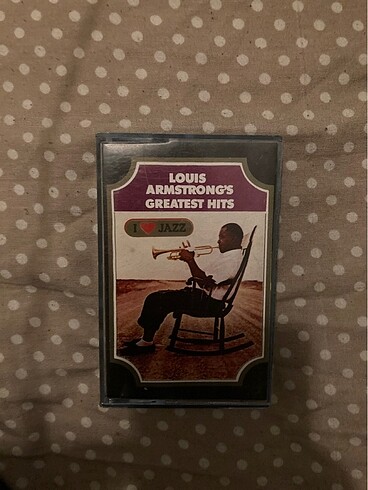 LOUIS
ARMSTRONG'S
GREATEST HITS
I ❤ JAZZ